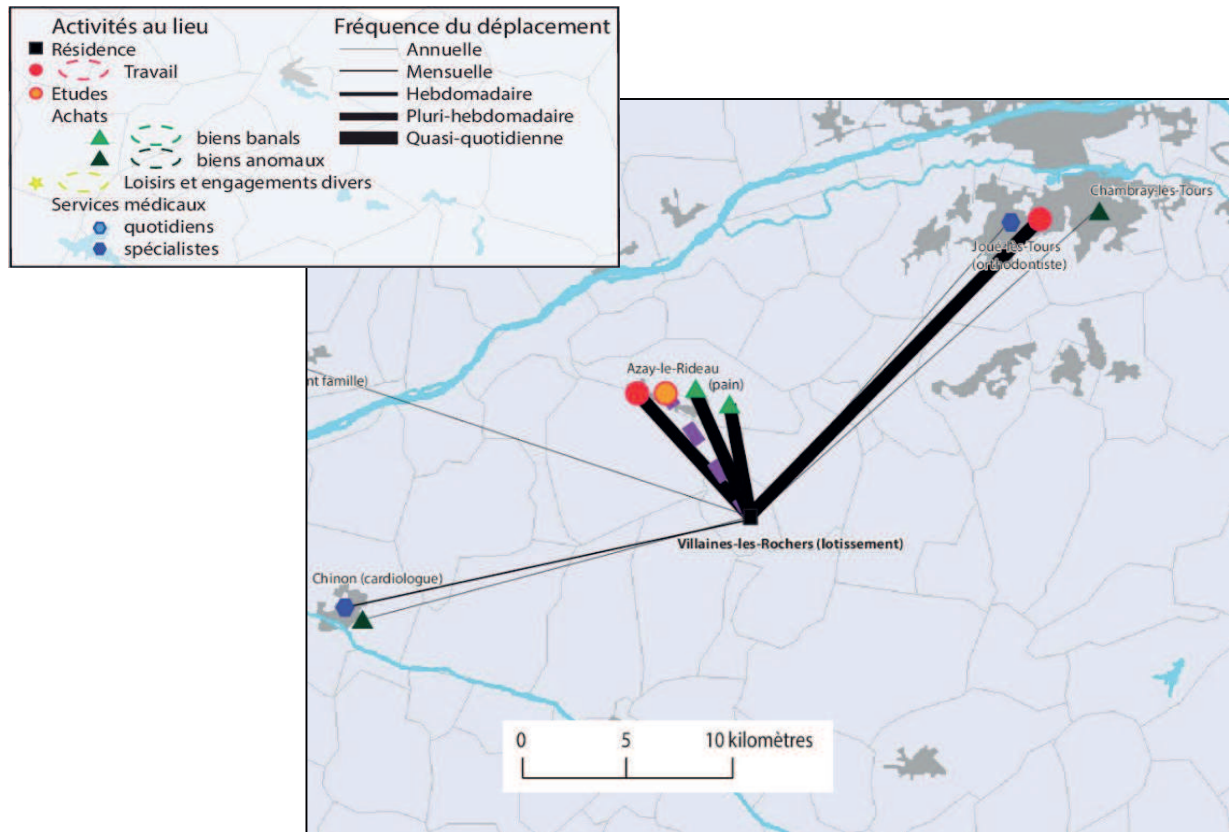 Activités au lieu
Résidence
Travail
Etudes
Achats
biens banals
biens anomaux
Loisirs et engagements divers
Services médicaux
quotidiens
spécialistes
Fréquence du déplacement
Annuelle
Mensuelle
Hebdomadaire
Pluri-hebdomadaire
Quasi-quotidienne
Chambray-les-Tours
Joué-les-Tours
(orthodontiste)
Azay-le-Rideau
(pain)
nt famille)
Villaines-les-Rochers (lotissement)
Chinon (cardiologue)
0 5 10 kilomètres